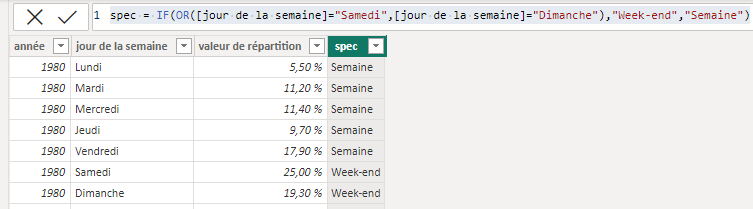 1 spec = IF(OR([jour de la semaine]="Samedi",[jour de la semaine]="Dimanche"),"Week-end","Semaine")
année jour de la semaine valeur de répartition spec
1980 Lundi 5,50 % Semaine
1980 Mardi 11,20 % Semaine
1980 Mercredi 11,40 % Semaine
1980 Jeudi 9,70 % Semaine
1980 Vendredi 17,90 % Semaine
1980 Samedi 25,00 % Week-end
1980 Dimanche 19,30 % Week-end